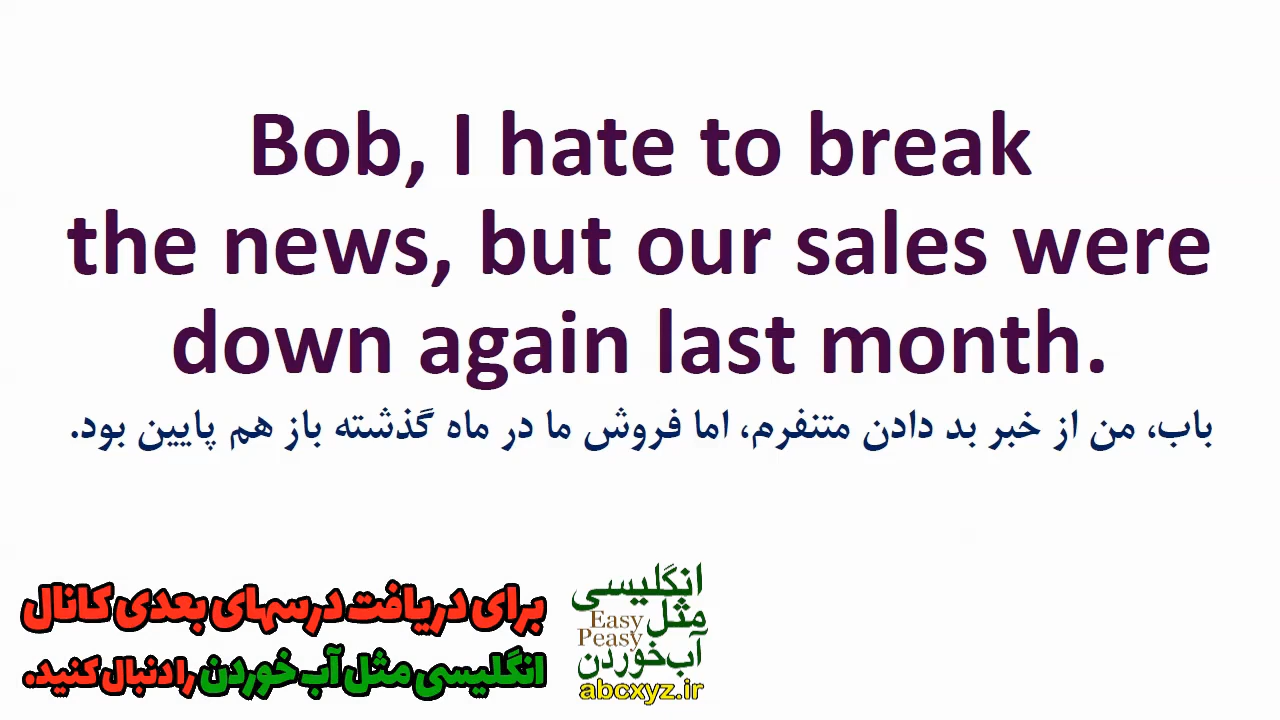 Bob, I hate to break
the news, but our sales were
down again last month.
باب، من از خبر بد دادن متنفرم، اما فروش ما در ماه گذشته باز هم پایین بود.
برای دریافت درسهای بعدی کانال
انگلیسی مثل آب خوردن را دنبال کنید.
انگلیسی
مثل Easy
Peasy
آب خوردن
abcxyz.ir